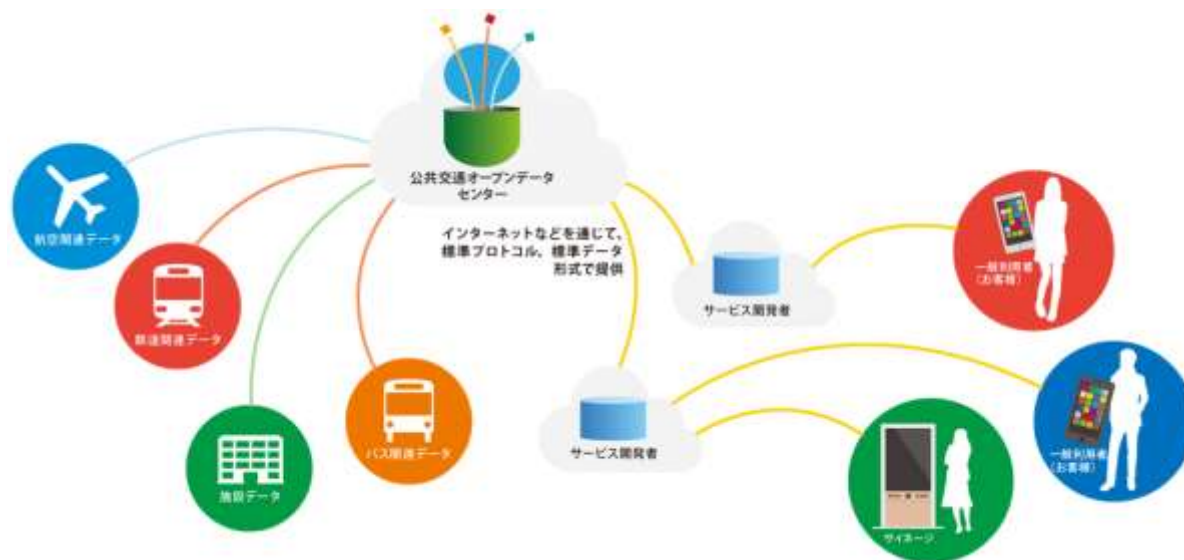 公共交通オープンデータ
センター
インターネットなどを通じて、
標準プロトコル、標準データ
形式で提供
航空関連データ
鉄道関連データ
施設データ
バス関連データ
サービス開発者
サービス開発者
一般利用者
(お客様)
一般利用者
(お客様)
サイネージ